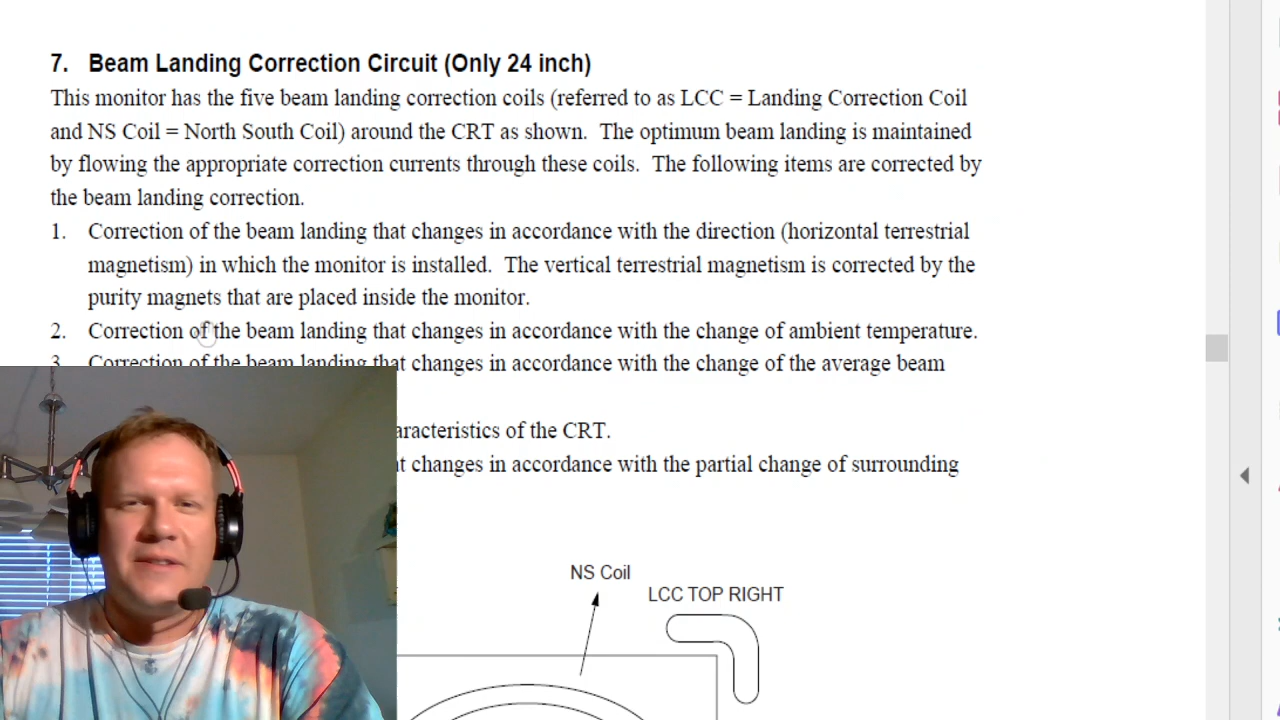 7. Beam Landing Correction Circuit (Only 24 inch)
This monitor has the five beam landing correction coils (referred to as LCC = Landing Correction Coil
and NS Coil = North South Coil) around the CRT as shown. The optimum beam landing is maintained
by flowing the appropriate correction currents through these coils. The following items are corrected by
the beam landing correction.
1. Correction of the beam landing that changes in accordance with the direction (horizontal terrestrial
magnetism) in which the monitor is installed. The vertical terrestrial magnetism is corrected by the
purity magnets that are placed inside the monitor.
2. Correction of the beam landing that changes in accordance with the change of ambient temperature.
3. Correction of the beam landing that changes in accordance with the change of the average beam
of the CRT.
changes in accordance with the partial change of surrounding
NS Coil
LCC TOP RIGHT